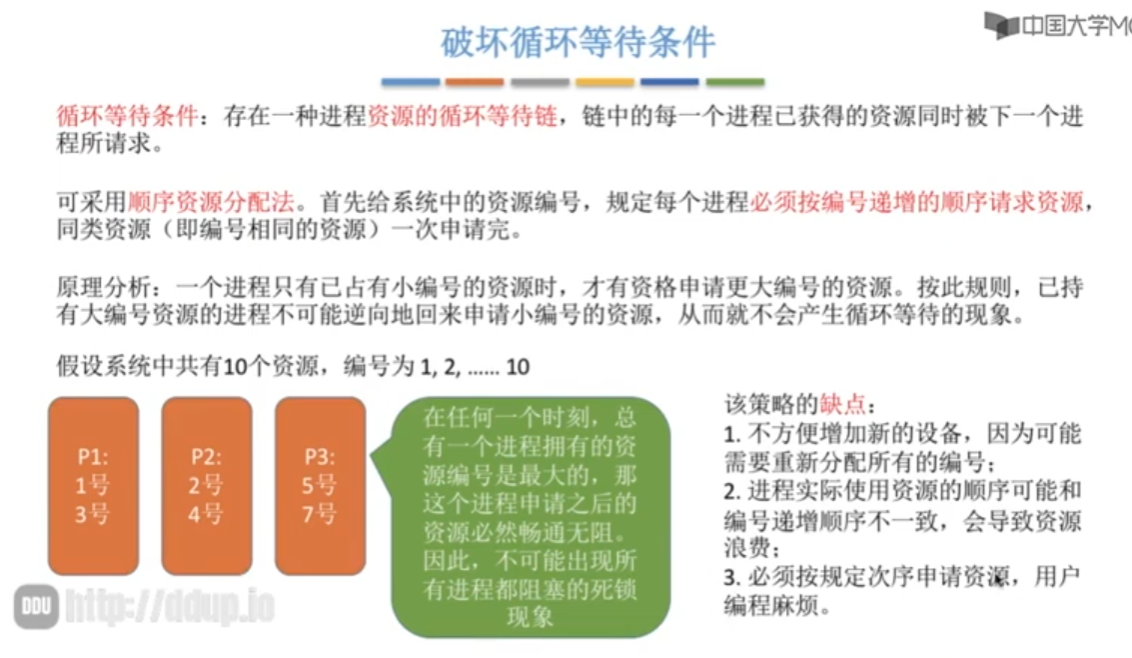 中国大学MO
破坏循环等待条件
循环等待条件：存在一种进程资源的循环等待链，链中的每一个进程已获得的资源同时被下一个进
程所请求。
可采用顺序资源分配法。首先给系统中的资源编号，规定每个进程必须按编号递增的顺序请求资源，
同类资源（即编号相同的资源）一次申请完。
原理分析：一个进程只有已占有小编号的资源时，才有资格申请更大编号的资源。按此规则，已持
有大编号资源的进程不可能逆向地回来申请小编号的资源，从而就不会产生循环等待的现象。
假设系统中共有10个资源，编号为 1, 2, ...... 10
P1:
1号
3号
P2:
2号
4号
P3:
5号
7号
在任何一个时刻，总
有一个进程拥有的资
源编号是最大的，那
这个进程申请之后的
资源必然畅通无阻。
因此，不可能出现所
有进程都阻塞的死锁
现象
该策略的缺点：
1. 不方便增加新的设备，因为可能
需要重新分配所有的编号；
2. 进程实际使用资源的顺序可能和
编号递增顺序不一致，会导致资源
浪费；
3. 必须按规定次序申请资源，用户
编程麻烦。
DDU http://ddup.io